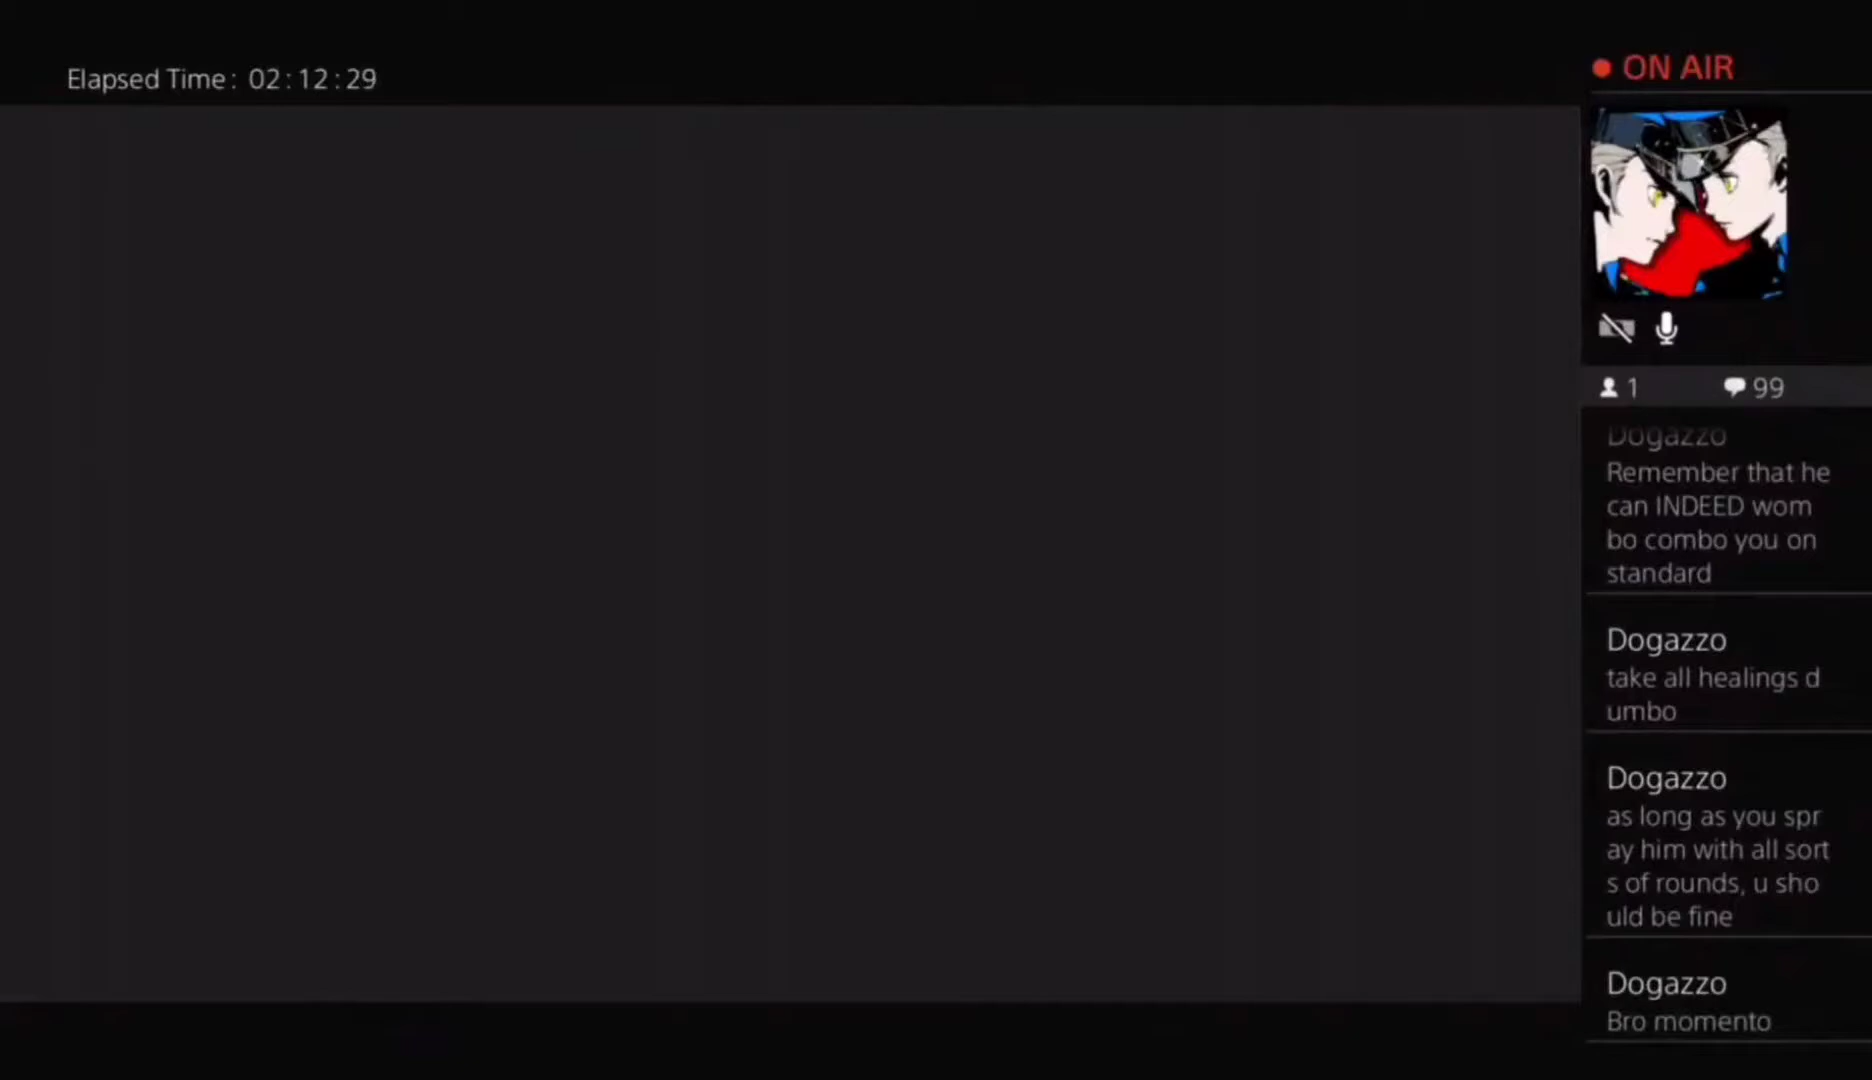 Elapsed Time: 02:12:29
ON AIR
1
99
Dogazzo
Remember that he
can INDEED wom
bo combo you on
standard
Dogazzo
take all healings d
umbo
Dogazzo
as long as you spr
ay him with all sort
s of rounds, u sho
uld be fine
Dogazzo
Bro momento